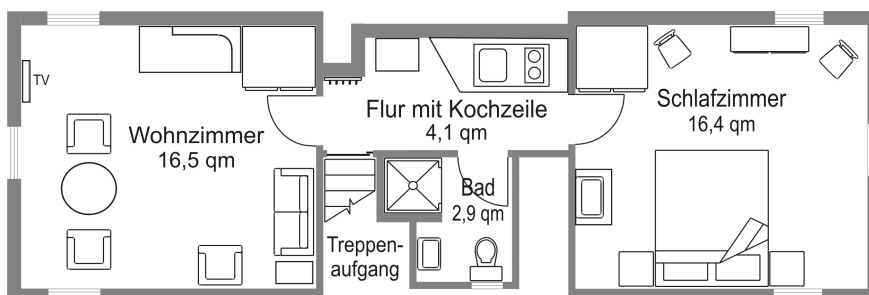 TV
Wohnzimmer
16,5 qm
Flur mit Kochzeile
4,1 qm
Schlafzimmer
16,4 qm
Bad
2,9 qm
Treppen-
aufgang